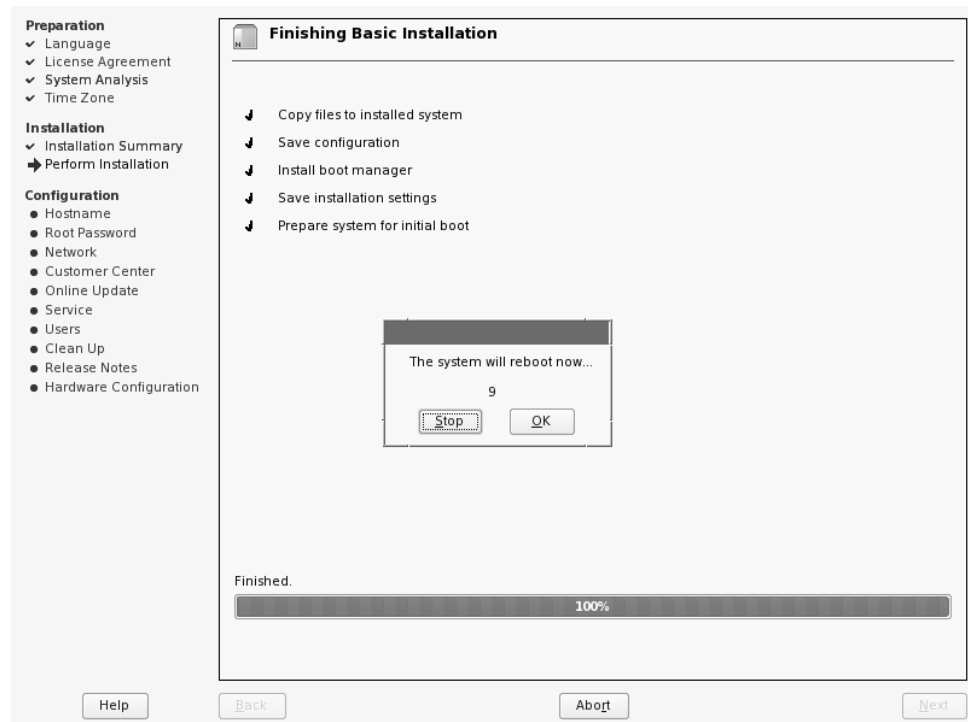 Preparation
Language
License Agreement
System Analysis
Time Zone
Installation
Installation Summary
Perform Installation
Configuration
Hostname
Root Password
Network
Customer Center
Online Update
Service
Users
Clean Up
Release Notes
Hardware Configuration
N
Finishing Basic Installation
Copy files to installed system
Save configuration
Install boot manager
Save installation settings
Prepare system for initial boot
The system will reboot now...
9
Stop
OK
Finished.
100%
Help
Back
Abort
Next